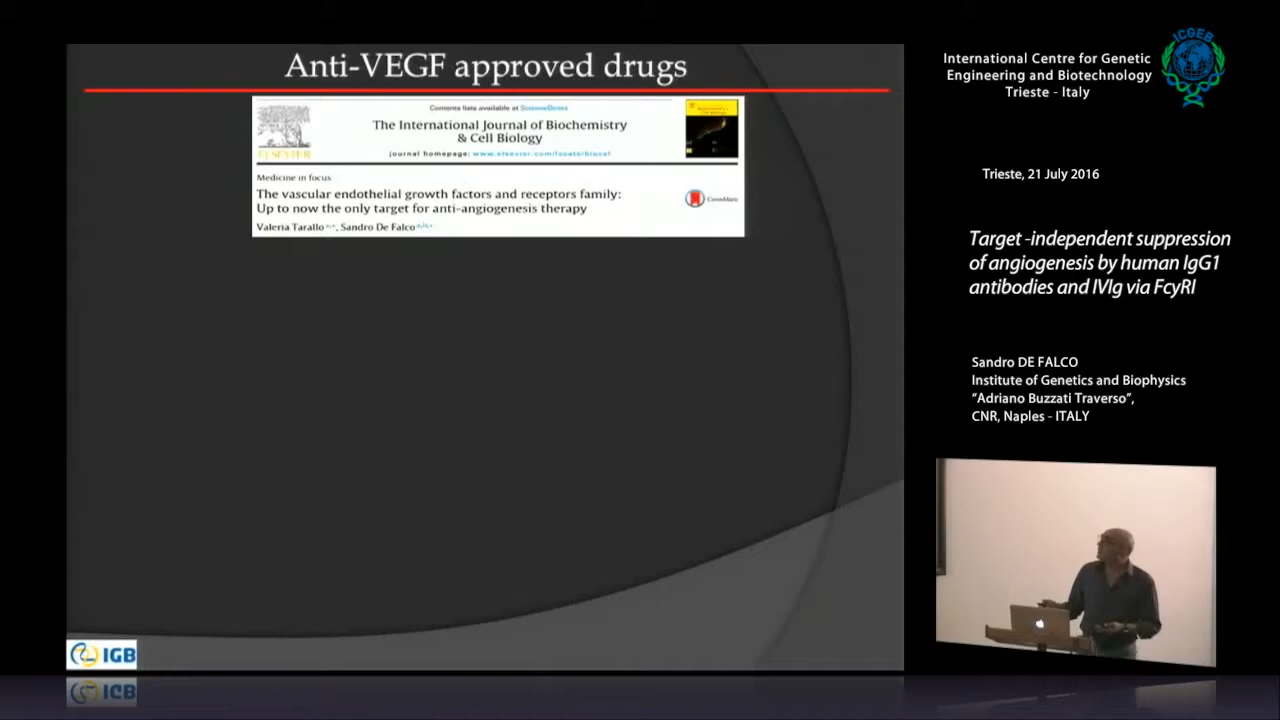 Anti-VEGF approved drugs
Contents lists available at ScienceDirect
The International Journal of Biochemistry
& Cell Biology
journal homepage: www.elsevier.com/locate/biocel
ELSEVIER
Medicine in focus
The vascular endothelial growth factors and receptors family:
Up to now the only target for anti-angiogenesis therapy
CrossMark
Valeria Tarallo, Sandro De Falco
IGB
International Centre for Genetic
Engineering and Biotechnology
Trieste - Italy
ICGEB
Trieste, 21 July 2016
Target -independent suppression
of angiogenesis by human IgG1
antibodies and IVIg via FcyRI
Sandro DE FALCO
Institute of Genetics and Biophysics
“Adriano Buzzati Traverso”,
CNR, Naples - ITALY